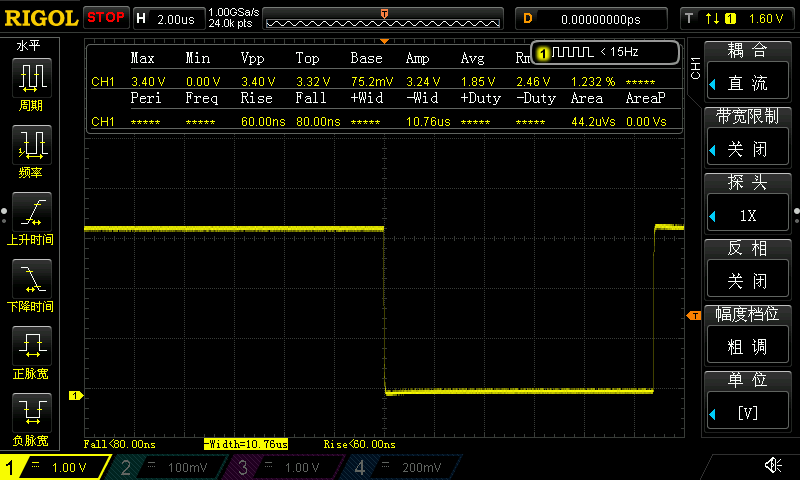 RIGOL STOP H 2.00us 1.00GSa/s 24.0k pts T D 0.00000000ps T 1 1.60 V
水平
1 < 15Hz
Max Min Vpp Top Base Amp Avg
CH1 3.40 V 0.00 V 3.40 V 3.32 V 75.2mV 3.24 V 1.85 V 2.46 V 1.232 % *****
Peri Freq Rise Fall +Wid -Wid +Duty -Duty Area AreaP
CH1 ***** ***** 60.00ns 80.00ns ***** 10.76us ***** ***** 44.2uVs 0.00 Vs
周期
频率
上升时间
下降时间
正脉宽
负脉宽
CH1
耦合
直流
带宽限制
关闭
探头
1X
反相
关闭
幅度档位
粗调
单位
[V]
T
1
Fall<80.00ns -Width=10.76us Rise<60.00ns
1 = 1.00 V 2 = 100mV 3 = 1.00 V 4 = 200mV